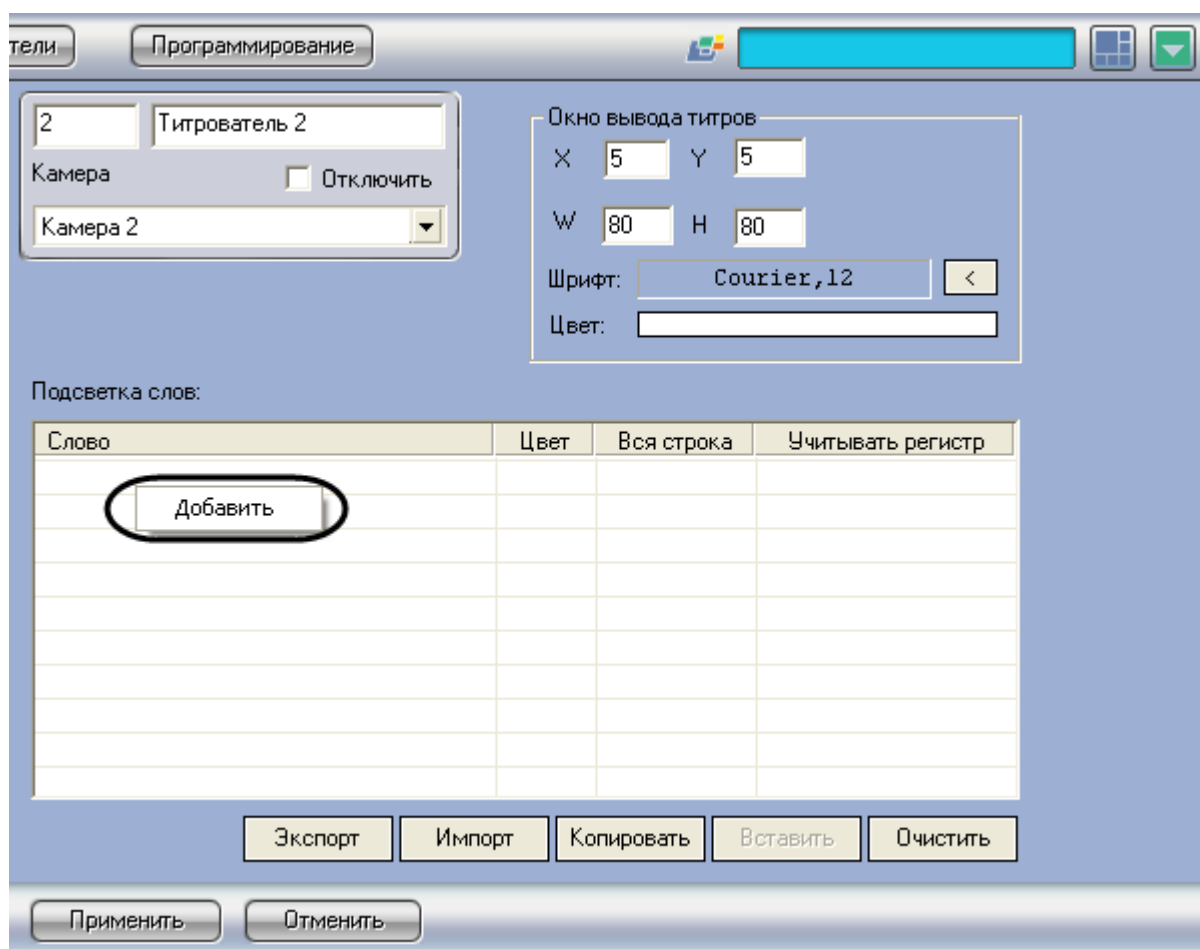 тели Программирование
2 Титрователь 2
Камера Отключить
Камера 2
Окно вывода титров
X 5 Y 5
W 80 H 80
Шрифт: Courier,12 <
Цвет:
Подсветка слов:
Слово Цвет Вся строка Учитывать регистр
Добавить
Экспорт Импорт Копировать Вставить Очистить
Применить Отменить